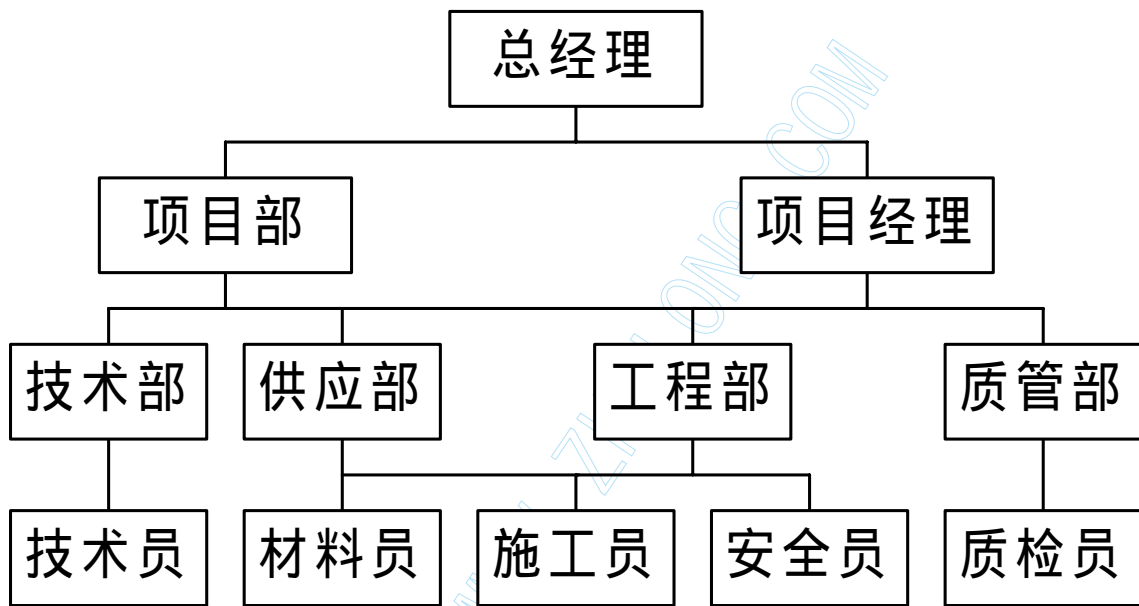 总经理
项目部
项目经理
技术部
供应部
工程部
质管部
技术员
材料员
施工员
安全员
质检员